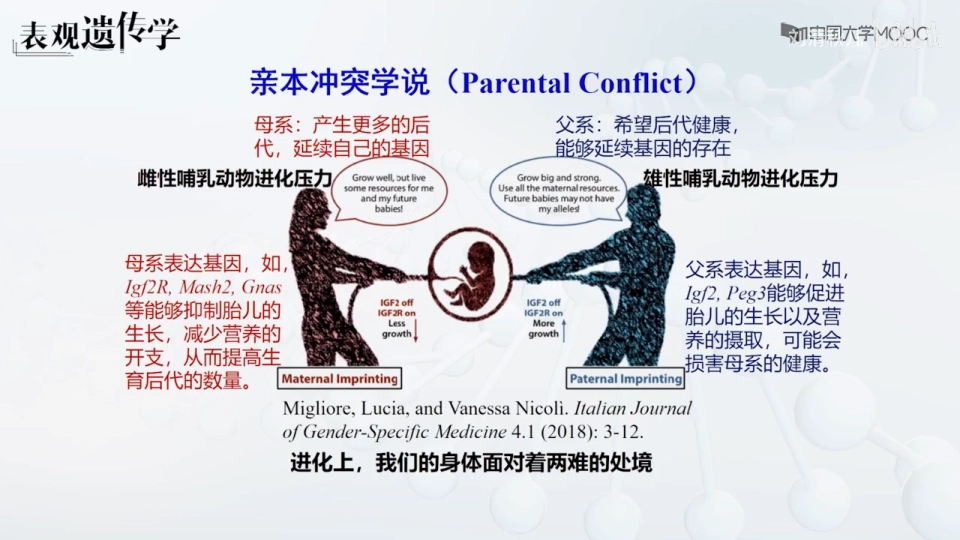 表观遗传学
中国大学MOOC
亲本冲突学说（Parental Conflict）
母系：产生更多的后
代，延续自己的基因
父系：希望后代健康，
能够延续基因的存在
雌性哺乳动物进化压力
雄性哺乳动物进化压力
Grow well, but live
some resources for me
and my future
babies!
Grow big and strong.
Use all the maternal resources.
Future babies may not have
my alleles!
母系表达基因，如，
Igf2R, Mash2, Gnas
等能够抑制胎儿的
生长，减少营养的
开支，从而提高生
育后代的数量。
IGF2 off
IGF2R on
Less
growth
IGF2 off
IGF2R on
More
growth
父系表达基因，如，
Igf2, Peg3能够促进
胎儿的生长以及营
养的摄取，可能会
损害母系的健康。
Maternal Imprinting
Paternal Imprinting
Migliore, Lucia, and Vanessa Nicolì. Italian Journal
of Gender-Specific Medicine 4.1 (2018): 3-12.
进化上，我们的身体面对着两难的处境